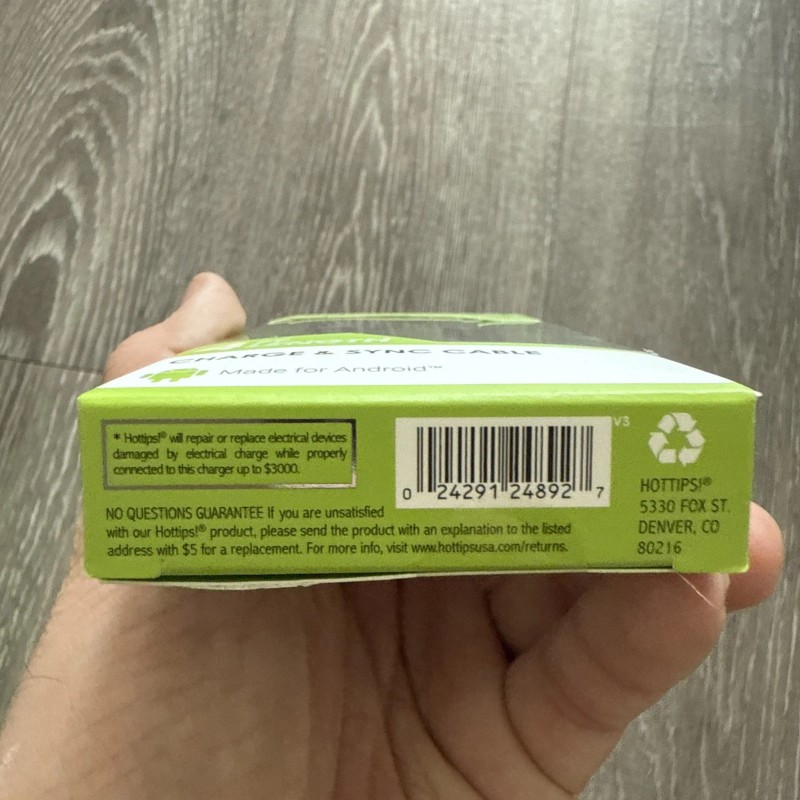 LENGTH
CHARGE & SYNC CABLE
Made for Android™
* Hottips!® will repair or replace electrical devices
damaged by electrical charge while properly
connected to this charger up to $3000.
NO QUESTIONS GUARANTEE If you are unsatisfied
with our Hottips!® product, please send the product with an explanation to the listed
address with $5 for a replacement. For more info, visit www.hottipsusa.com/returns.
0 24291 24892 7
V3
HOTTIPS!®
5330 FOX ST.
DENVER, CO
80216